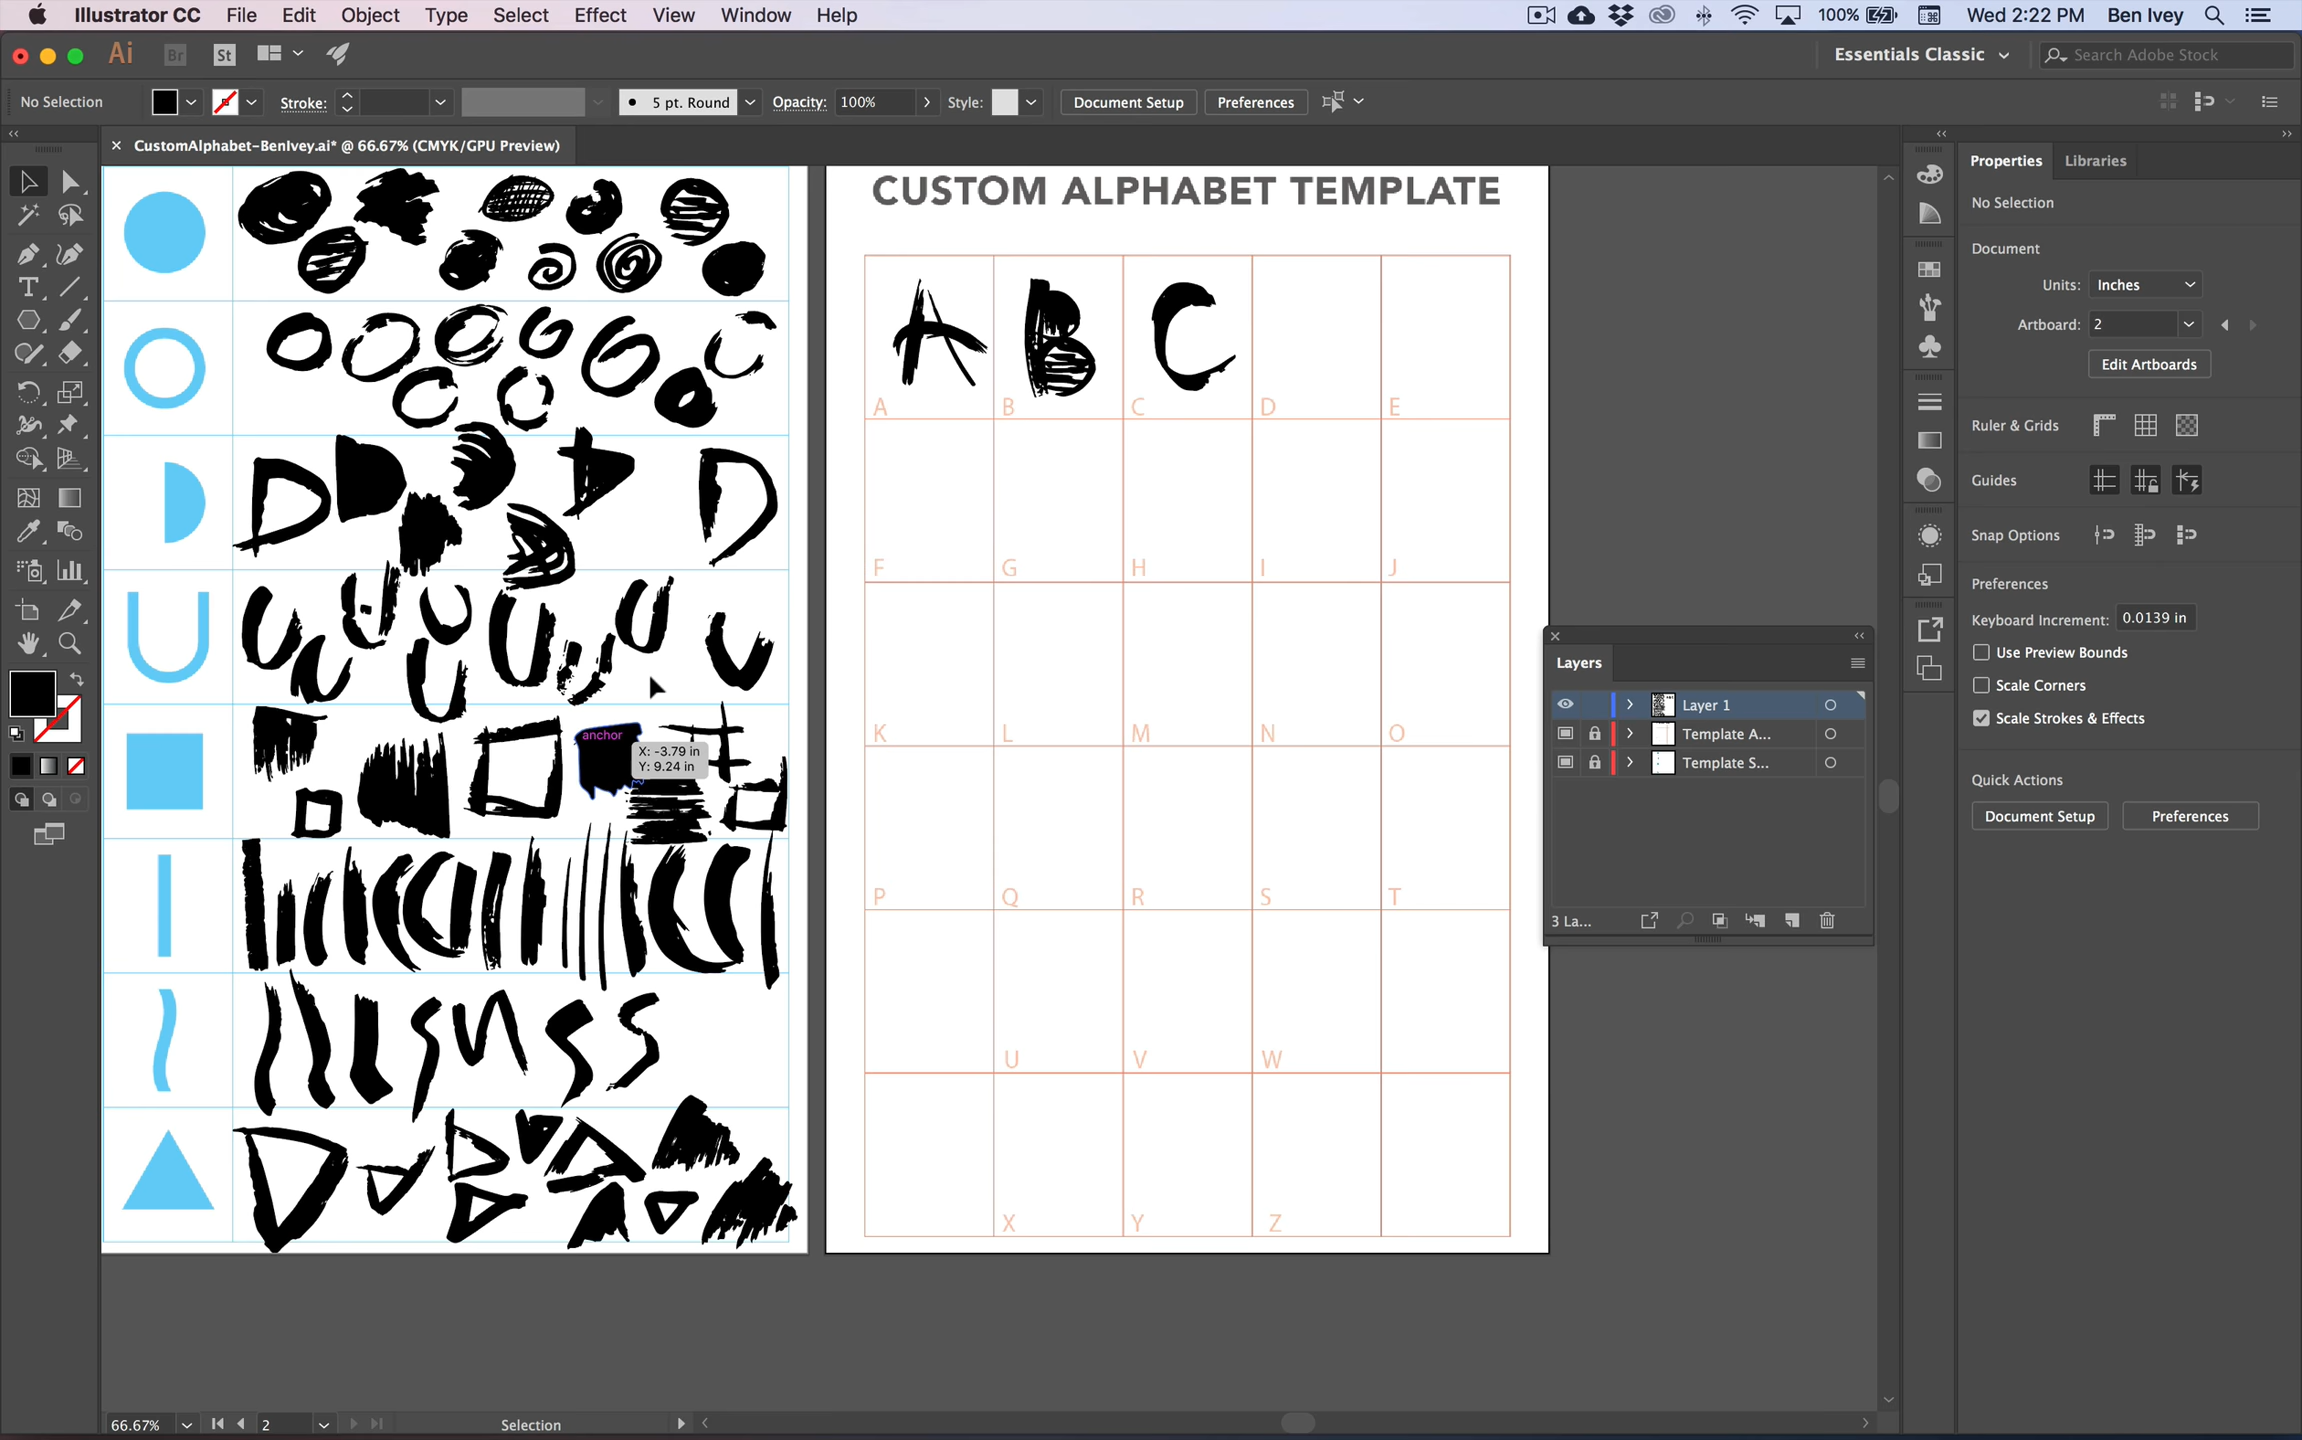 Illustrator CC File Edit Object Type Select Effect View Window Help 100% Wed 2:22 PM Ben Ivey
Ai Br St Essentials Classic Search Adobe Stock
No Selection Stroke: 5 pt. Round Opacity: 100% Style: Document Setup Preferences
CustomAlphabet-BenIvey.ai* @ 66.67% (CMYK/GPU Preview)
Properties Libraries
No Selection
Document
Units: Inches
Artboard: 2
Edit Artboards
Ruler & Grids
Guides
Snap Options
Preferences
Keyboard Increment: 0.0139 in
Use Preview Bounds
Scale Corners
Scale Strokes & Effects
Quick Actions
Document Setup Preferences
CUSTOM ALPHABET TEMPLATE
A B C
A B C D E
F G H I J
K L M N O
P Q R S T
U V W
X Y Z
anchor
X: -3.79 in
Y: 9.24 in
Layers
Layer 1
Template A...
Template S...
3 La...
66.67% 2 Selection